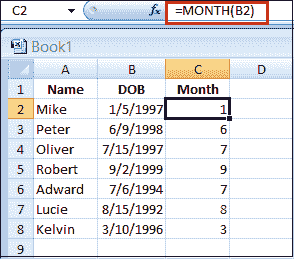 C2 fx =MONTH(B2)
Book1
A B C D
1 Name DOB Month
2 Mike 1/5/1997 1
3 Peter 6/9/1998 6
4 Oliver 7/15/1997 7
5 Robert 9/2/1999 9
6 Adward 7/6/1994 7
7 Lucie 8/15/1992 8
8 Kelvin 3/10/1996 3
9